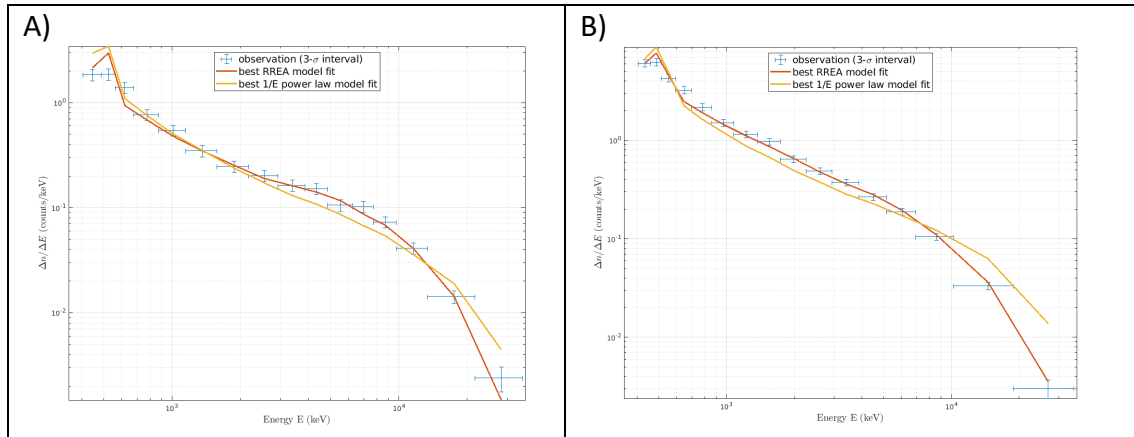 A)
observation (3-σ interval)
best RREA model fit
best 1/E power law model fit
Δn/ΔE (counts/keV)
10^0
10^-1
10^-2
10^3
10^4
Energy E (keV)
B)
observation (3-σ interval)
best RREA model fit
best 1/E power law model fit
Δn/ΔE (counts/keV)
10^0
10^-1
10^-2
10^3
10^4
Energy E (keV)